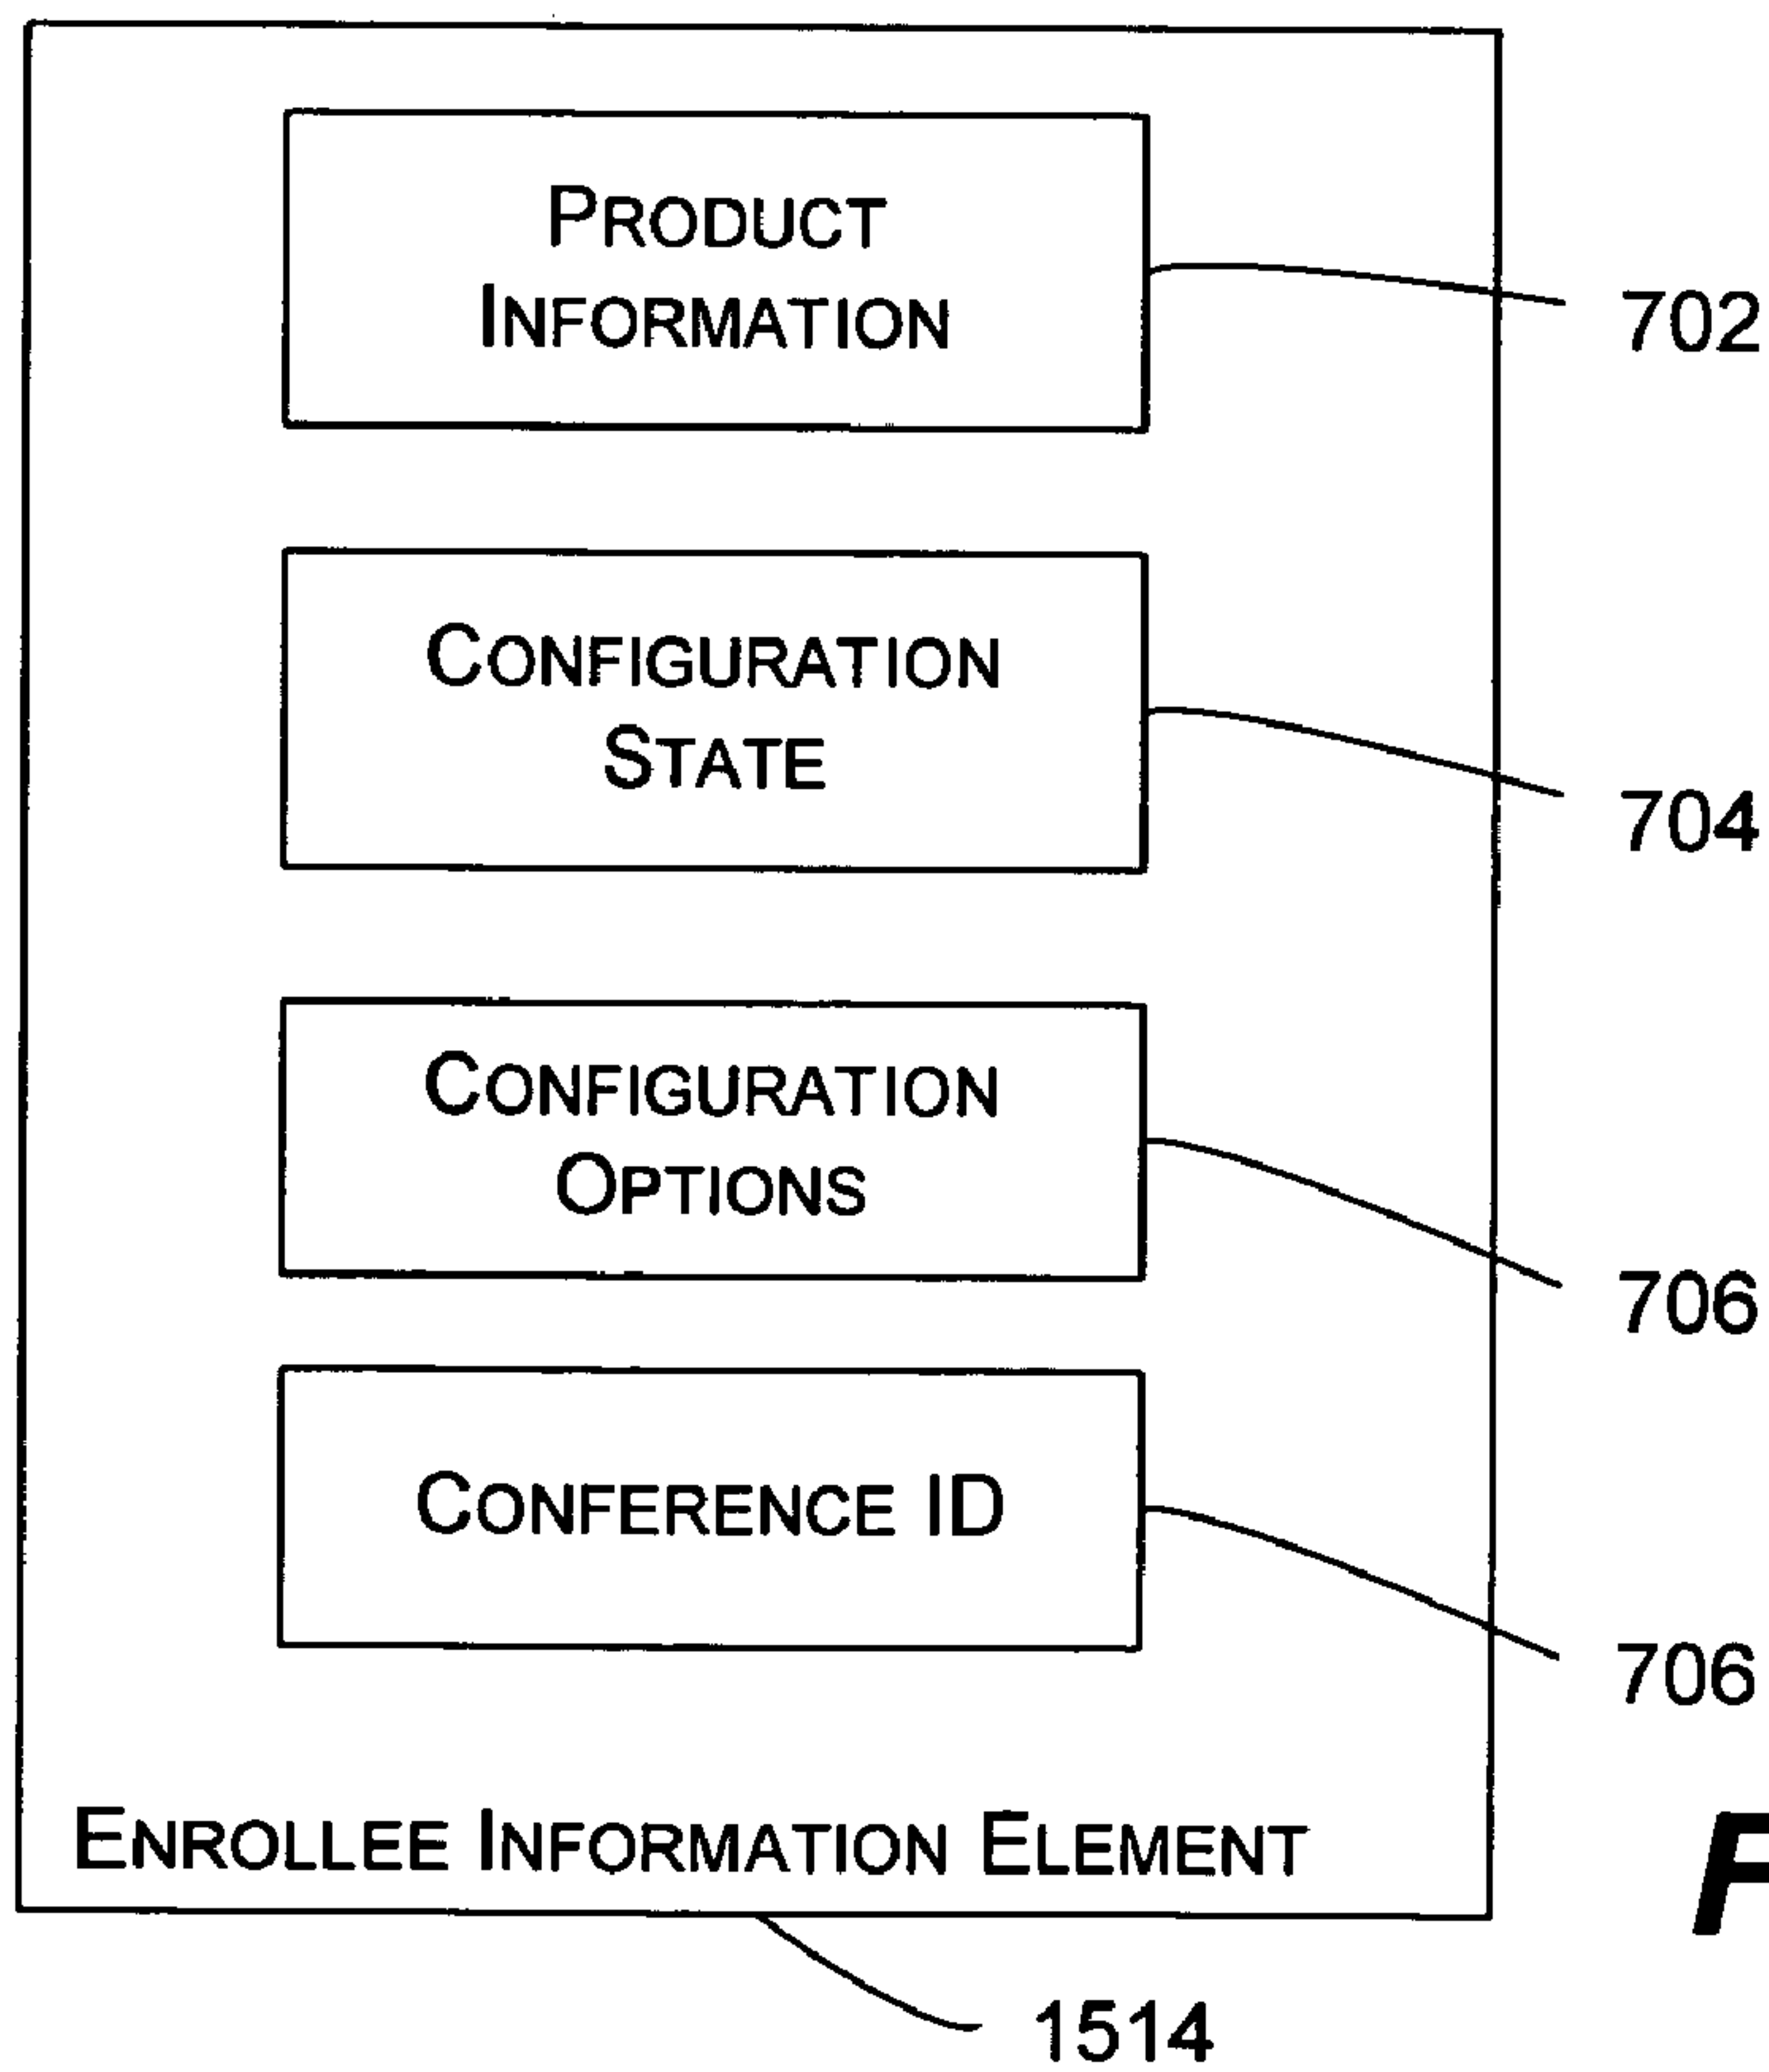 PRODUCT
INFORMATION
702
CONFIGURATION
STATE
704
CONFIGURATION
OPTIONS
706
CONFERENCE ID
706
ENROLLEE INFORMATION ELEMENT
F
1514